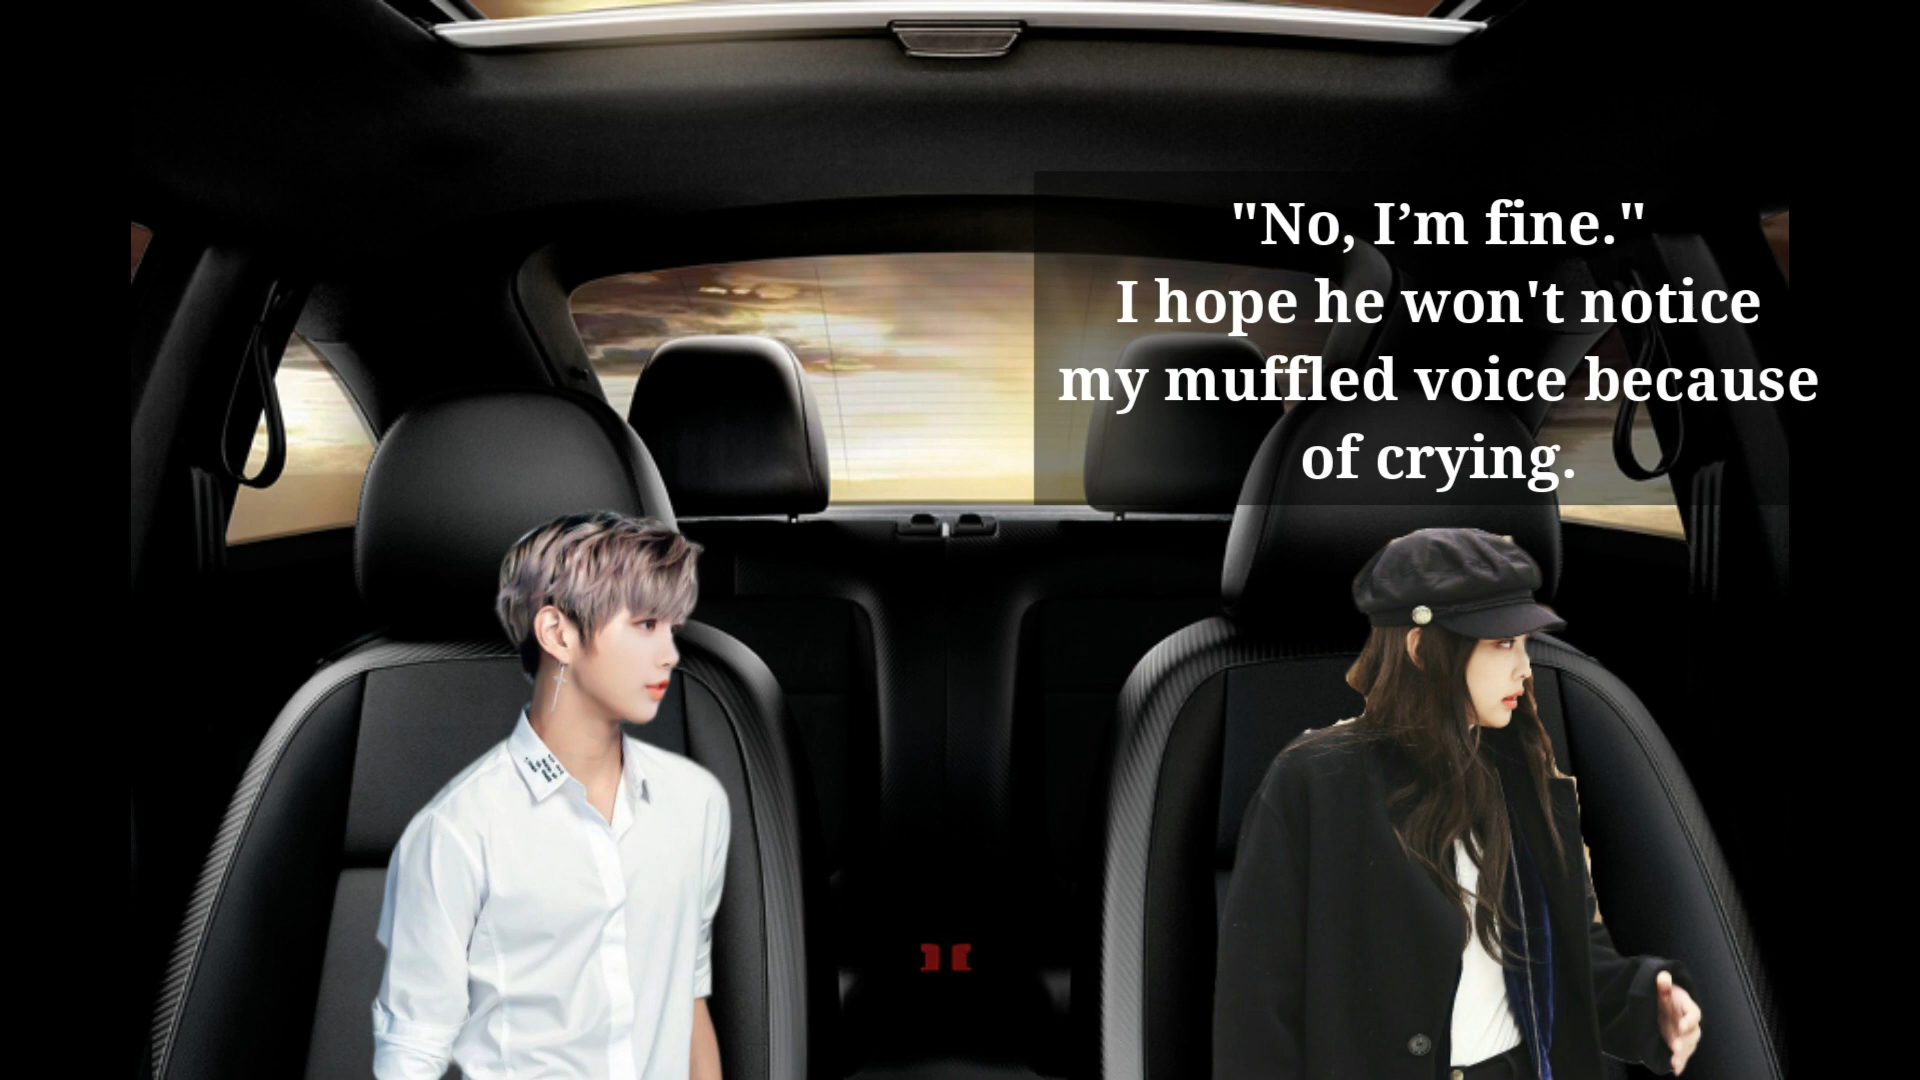 "No, I’m fine."
I hope he won't notice
my muffled voice because
of crying.